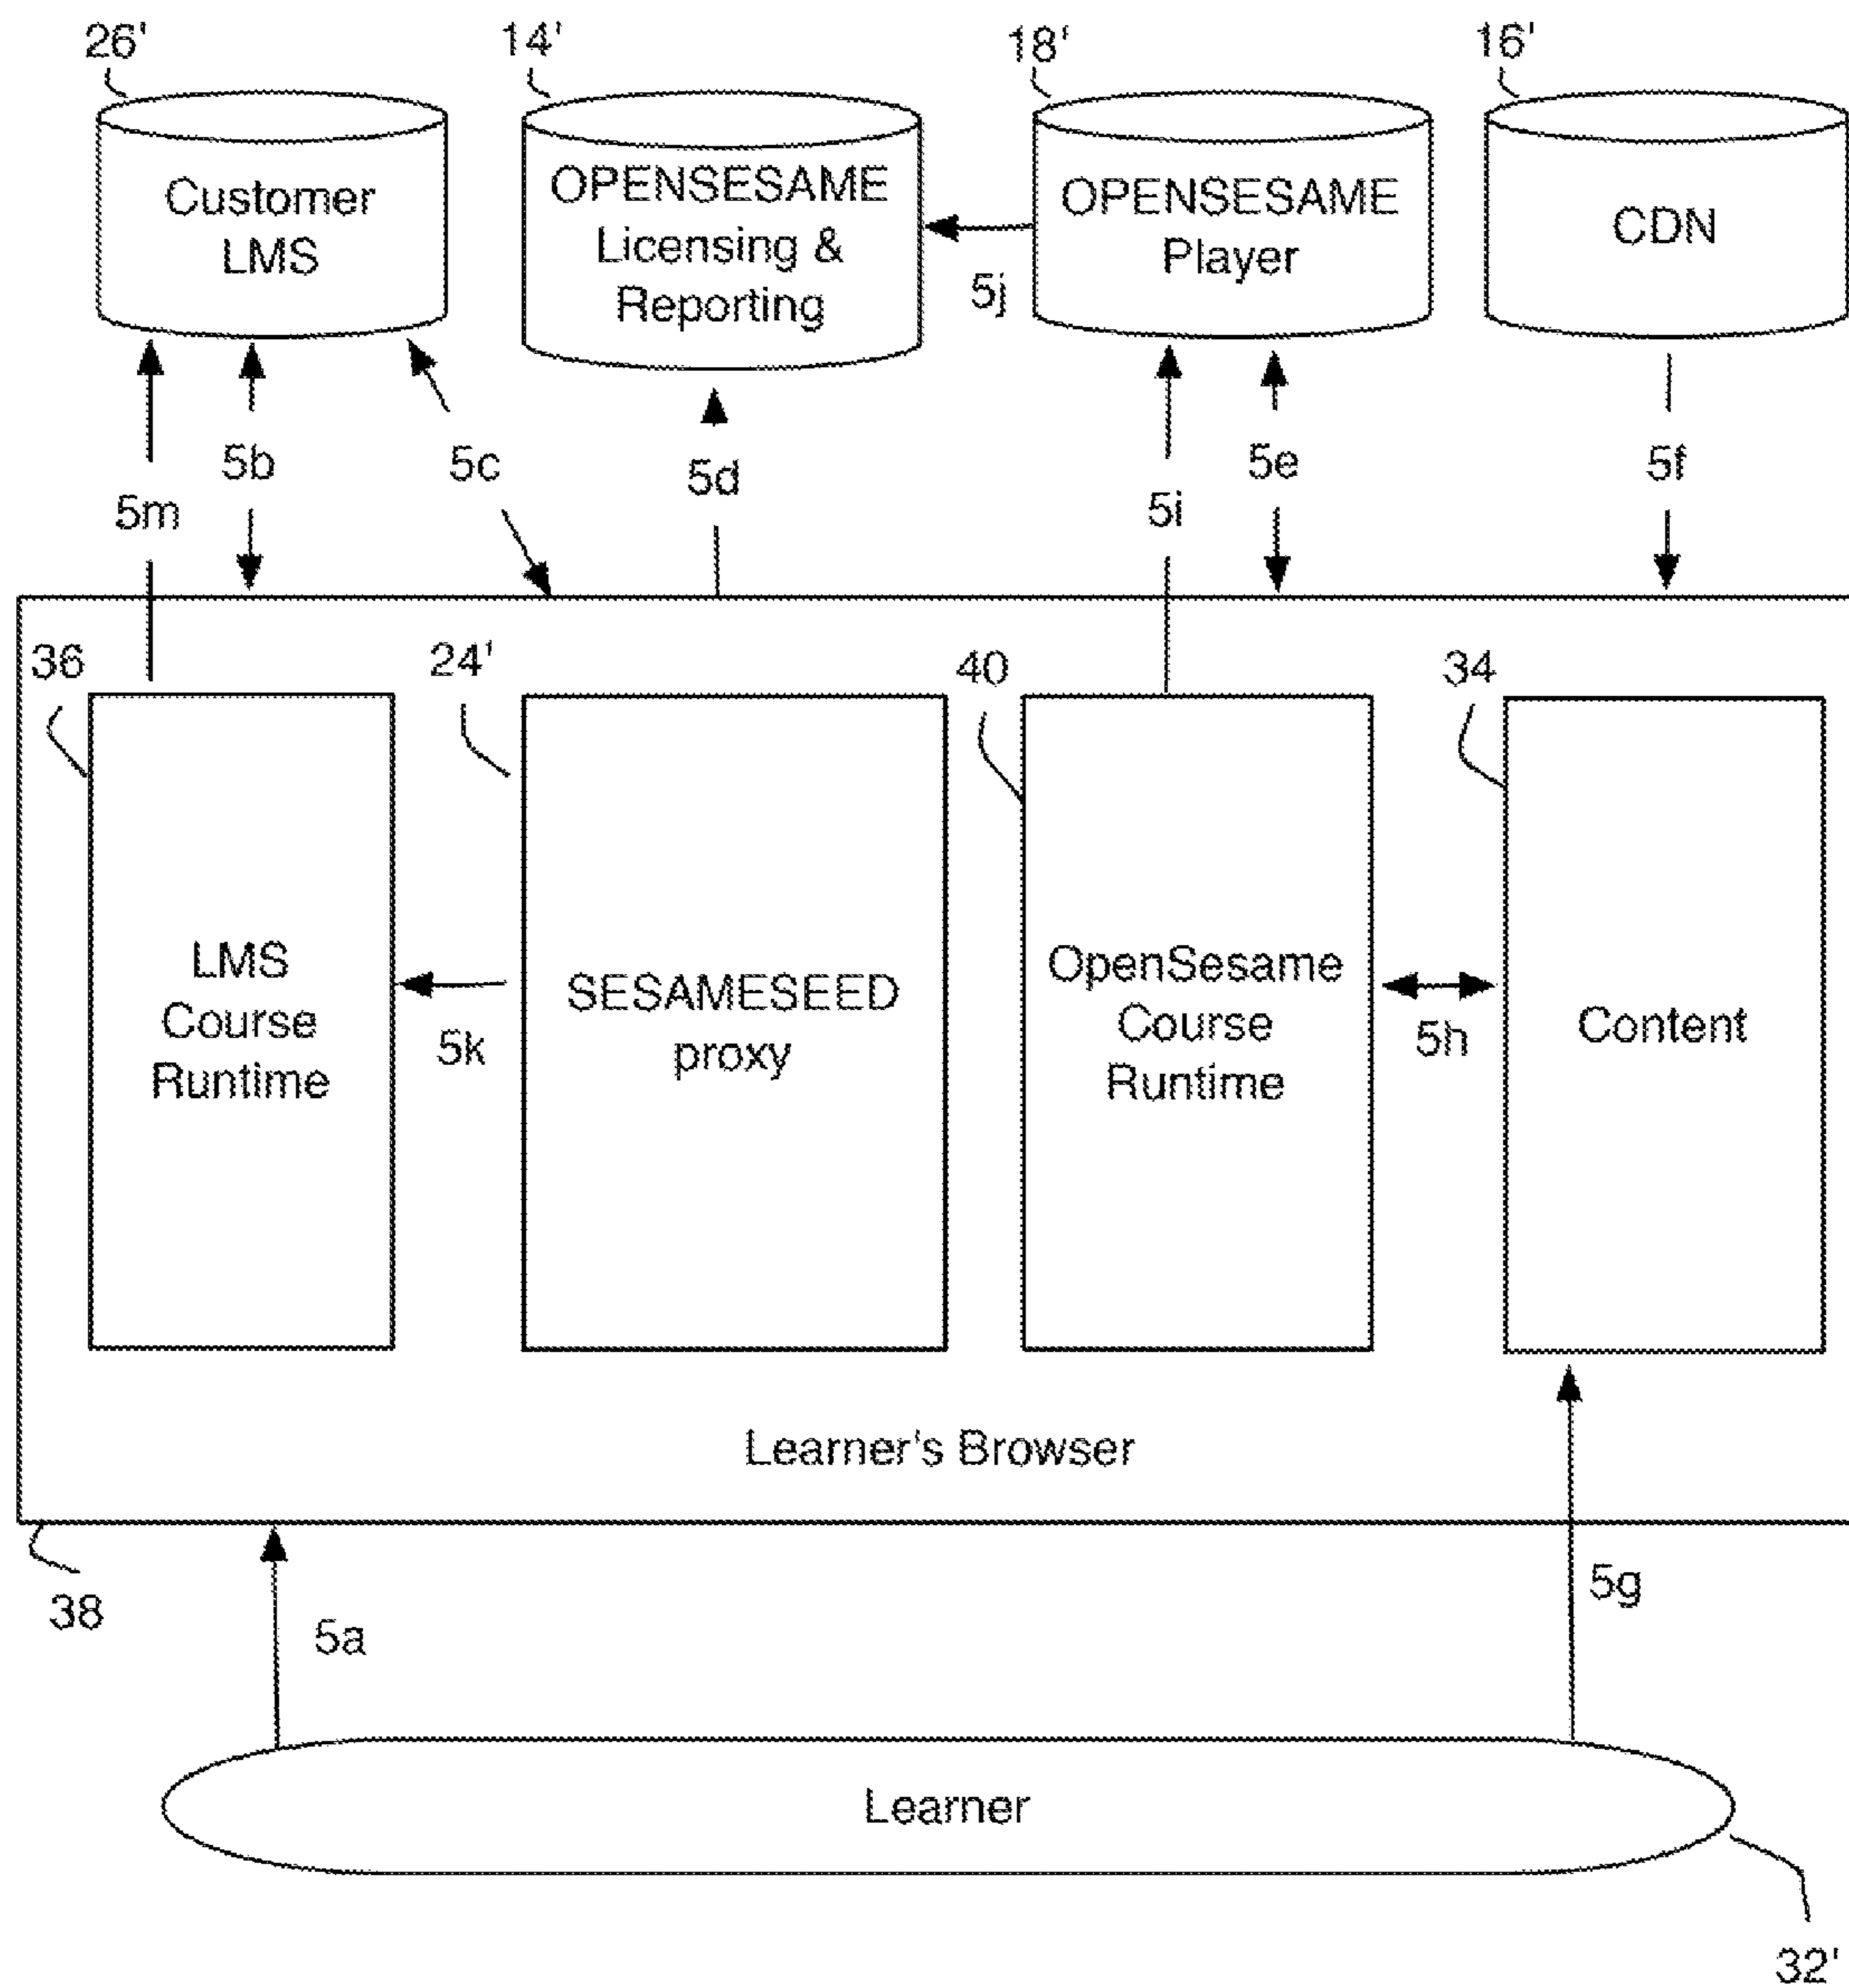 26'
14'
18'
16'
Customer
LMS
OPENSESAME
Licensing &
Reporting
5j
OPENSESAME
Player
CDN
5m
5b
5c
5d
5i
5e
5f
36
24'
40
34
LMS
Course
Runtime
5k
SESAMESEED
proxy
OpenSesame
Course
Runtime
5h
Content
Learner's Browser
38
5a
5g
Learner
32'